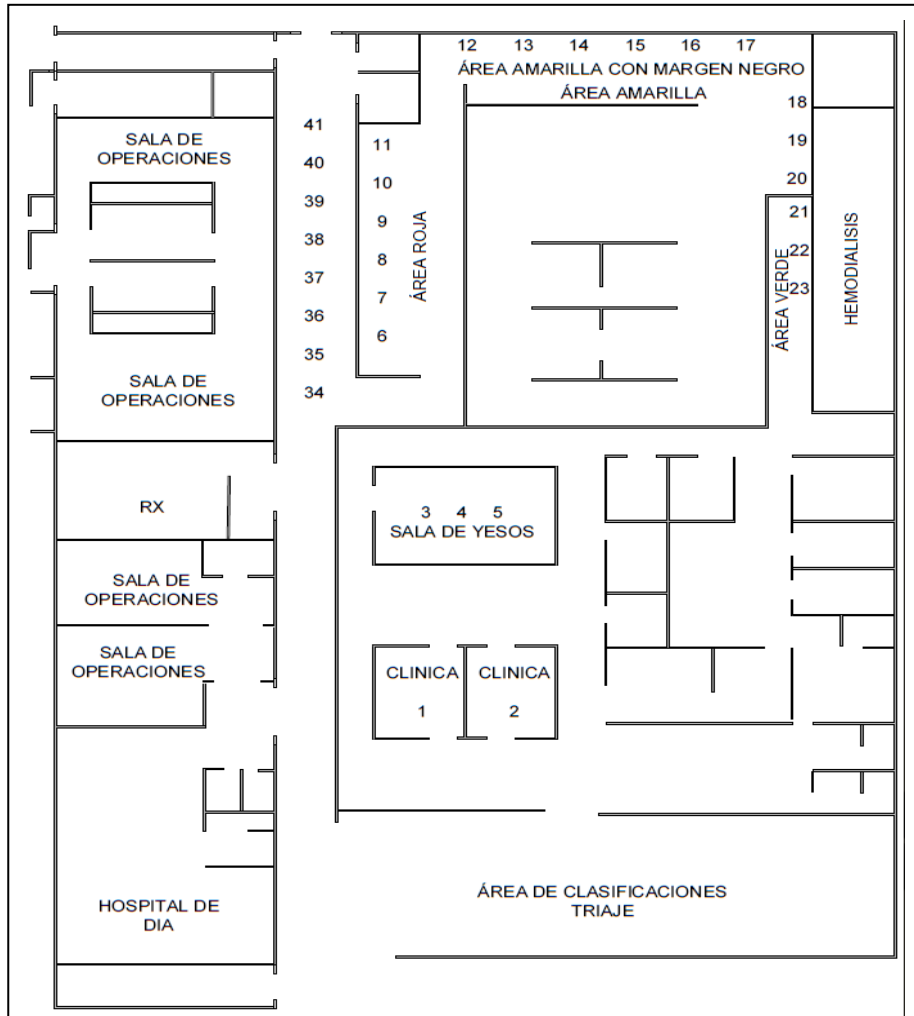 12 13 14 15 16 17
ÁREA AMARILLA CON MARGEN NEGRO
ÁREA AMARILLA
18
19
20
21
22
23
ÁREA VERDE
HEMODIALISIS
SALA DE
OPERACIONES
41
40
39
38
37
36
35
34
11
10
9
8
7
6
ÁREA ROJA
SALA DE
OPERACIONES
RX
SALA DE
OPERACIONES
SALA DE
OPERACIONES
3 4 5
SALA DE YESOS
CLINICA
1
CLINICA
2
HOSPITAL DE
DIA
ÁREA DE CLASIFICACIONES
TRIAJE